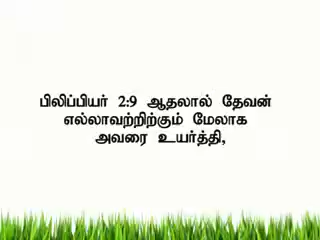 பிலிப்பியர் 2:9 ஆதலால் தேவன்
எல்லாவற்றிற்கும் மேலாக
அவரை உயர்த்தி,